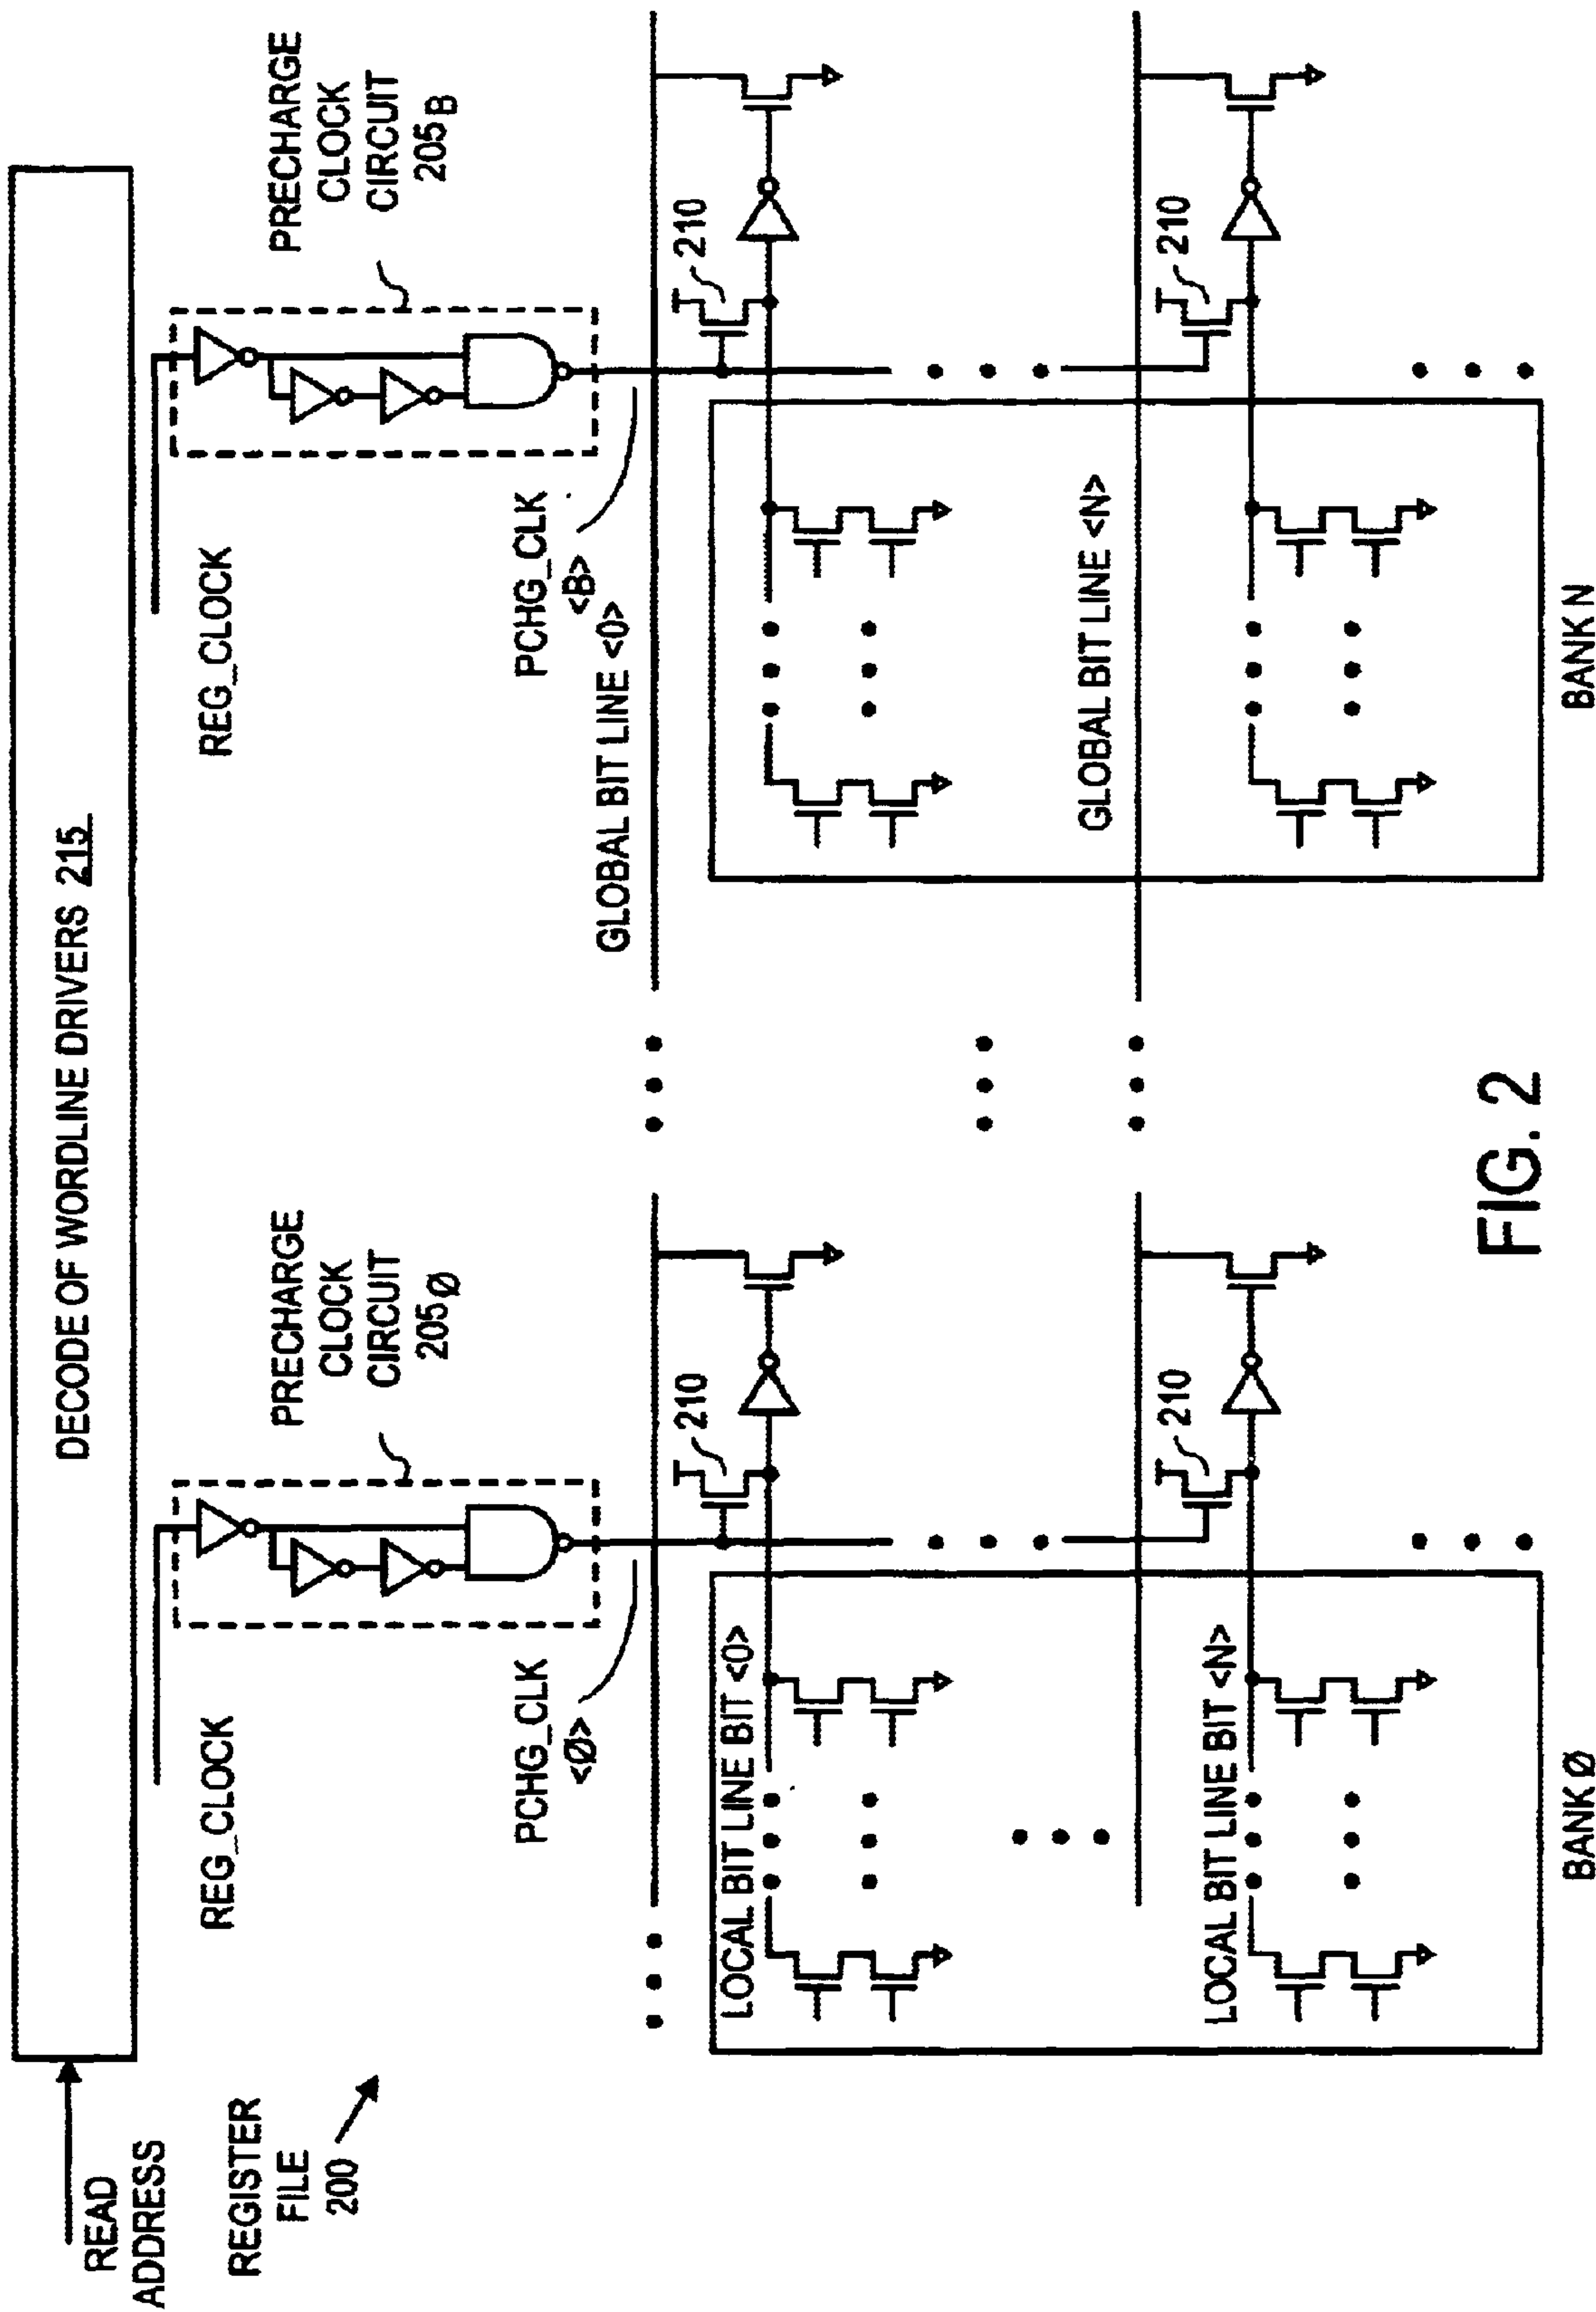 READ
ADDRESS
DECODE OF WORDLINE DRIVERS 215
REGISTER
FILE
200
REG_CLOCK
PRECHARGE
CLOCK
CIRCUIT
205Ø
REG_CLOCK
PRECHARGE
CLOCK
CIRCUIT
205B
PCHG_CLK
<Ø>
PCHG_CLK
<B>
GLOBAL BIT LINE <0>
210
210
LOCAL BIT LINE BIT <0>
GLOBAL BIT LINE <N>
210
210
LOCAL BIT LINE BIT <N>
BANK Ø
BANK N
FIG. 2